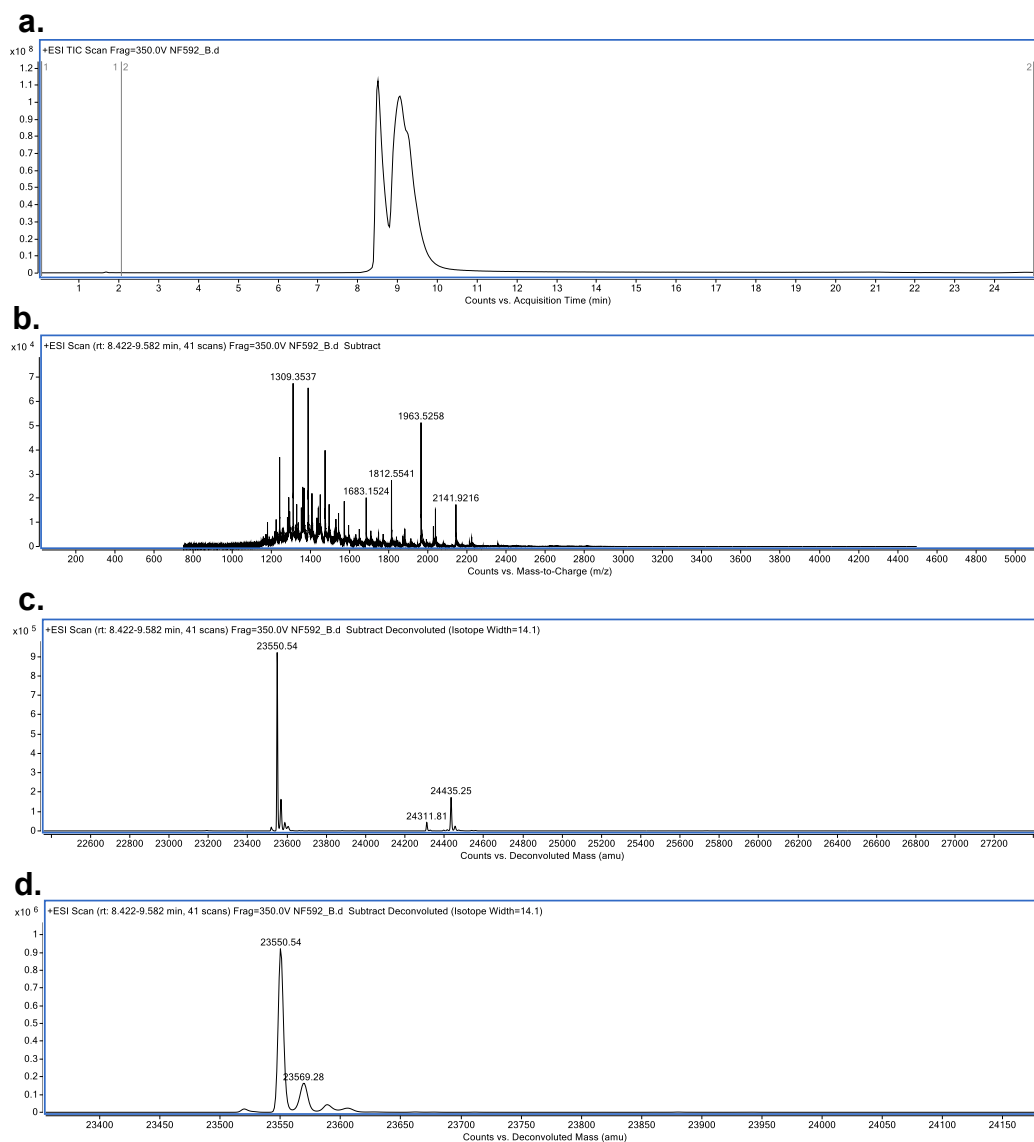 a.
x10 8
+ESI TIC Scan Frag=350.0V NF592_B.d
1.2
1.1
1
0.9
0.8
0.7
0.6
0.5
0.4
0.3
0.2
0.1
0
1
1
2
2
1 2 3 4 5 6 7 8 9 10 11 12 13 14 15 16 17 18 19 20 21 22 23 24
Counts vs. Acquisition Time (min)
b.
x10 4
+ESI Scan (rt: 8.422-9.582 min, 41 scans) Frag=350.0V NF592_B.d Subtract
7
6
5
4
3
2
1
0
1309.3537
1963.5258
1812.5541
1683.1524
2141.9216
200 400 600 800 1000 1200 1400 1600 1800 2000 2200 2400 2600 2800 3000 3200 3400 3600 3800 4000 4200 4400 4600 4800 5000
Counts vs. Mass-to-Charge (m/z)
c.
x10 5
+ESI Scan (rt: 8.422-9.582 min, 41 scans) Frag=350.0V NF592_B.d Subtract Deconvoluted (Isotope Width=14.1)
9
8
7
6
5
4
3
2
1
0
23550.54
24435.25
24311.81
22600 22800 23000 23200 23400 23600 23800 24000 24200 24400 24600 24800 25000 25200 25400 25600 25800 26000 26200 26400 26600 26800 27000 27200
Counts vs. Deconvoluted Mass (amu)
d.
x10 6
+ESI Scan (rt: 8.422-9.582 min, 41 scans) Frag=350.0V NF592_B.d Subtract Deconvoluted (Isotope Width=14.1)
1
0.9
0.8
0.7
0.6
0.5
0.4
0.3
0.2
0.1
0
23550.54
23569.28
23400 23450 23500 23550 23600 23650 23700 23750 23800 23850 23900 23950 24000 24050 24100 24150
Counts vs. Deconvoluted Mass (amu)